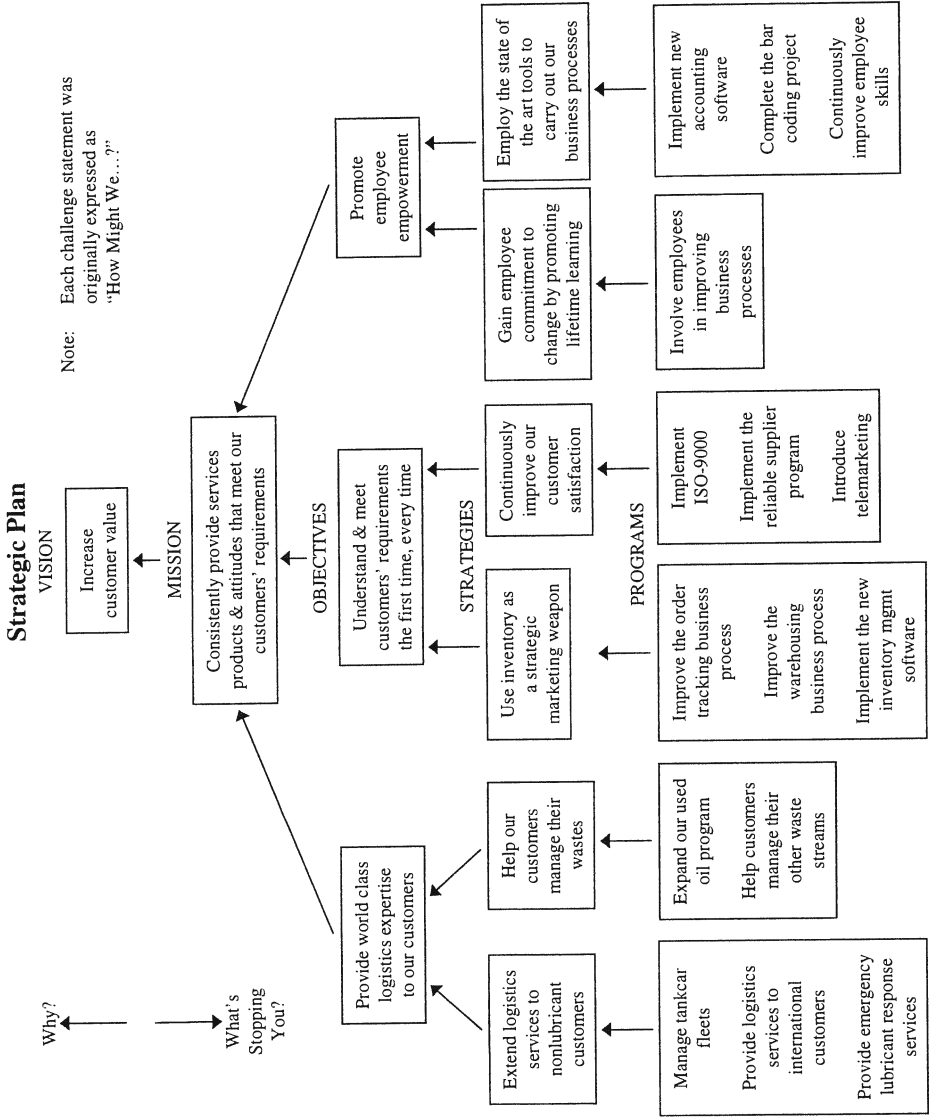 Strategic Plan
VISION
Note: Each challenge statement was
originally expressed as
“How Might We...?”
Why?
What's
Stopping
You?
Increase
customer value
MISSION
Consistently provide services
products & attitudes that meet our
customers' requirements
OBJECTIVES
Provide world class
logistics expertise
to our customers
Understand & meet
customers' requirements
the first time, every time
Promote
employee
empowerment
STRATEGIES
Extend logistics
services to
nonlubricant
customers
Help our
customers
manage their
wastes
Use inventory as
a strategic
marketing weapon
Continuously
improve our
customer
satisfaction
Gain employee
commitment to
change by promoting
lifetime learning
Employ the state of
the art tools to
carry out our
business processes
PROGRAMS
Manage tankcar
fleets
Provide logistics
services to
international
customers
Provide emergency
lubricant response
services
Expand our used
oil program
Help customers
manage their
other waste
streams
Improve the order
tracking business
process
Improve the
warehousing
business process
Implement the new
inventory mgmt
software
Implement
ISO-9000
Implement the
reliable supplier
program
Introduce
telemarketing
Involve employees
in improving
business
processes
Implement new
accounting
software
Complete the bar
coding project
Continuously
improve employee
skills